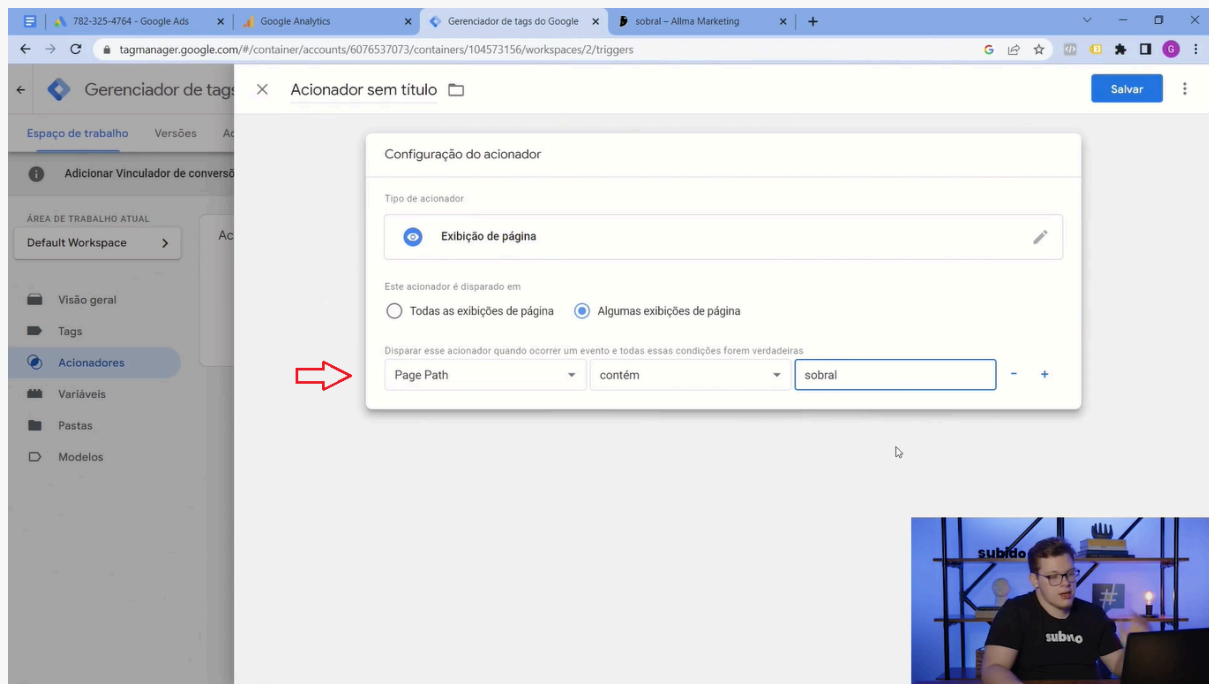 782-325-4764 - Google Ads
Google Analytics
Gerenciador de tags do Google
sobral – Allma Marketing
tagmanager.google.com/#/container/accounts/6076537073/containers/104573156/workspaces/2/triggers
G
G
Gerenciador de tags
Acionador sem título
Salvar
Espaço de trabalho
Versões
Configuração do acionador
Adicionar Vinculador de
Tipo de acionador
ÁREA DE TRABALHO ATUAL
Default Workspace
Exibição de página
Este acionador é disparado em
Todas as exibições de página
Algumas exibições de página
Visão geral
Tags
Acionadores
Variáveis
Pastas
Modelos
Disparar esse acionador quando ocorrer um evento e todas essas condições forem verdadeiras
Page Path
contém
sobral
subido
#